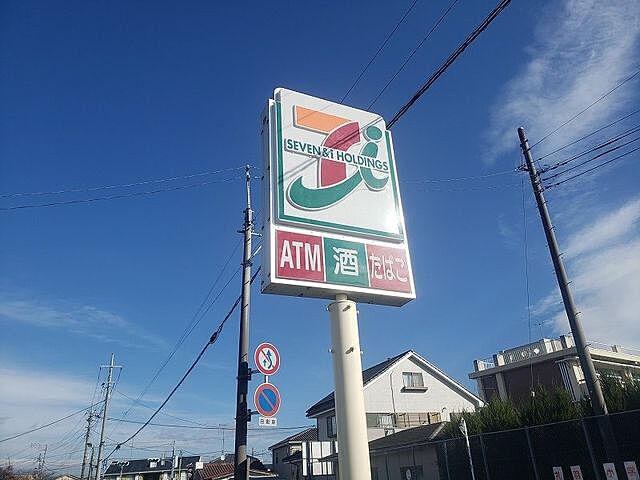 SEVEN&i HOLDINGS
ATM 酒 たばこ